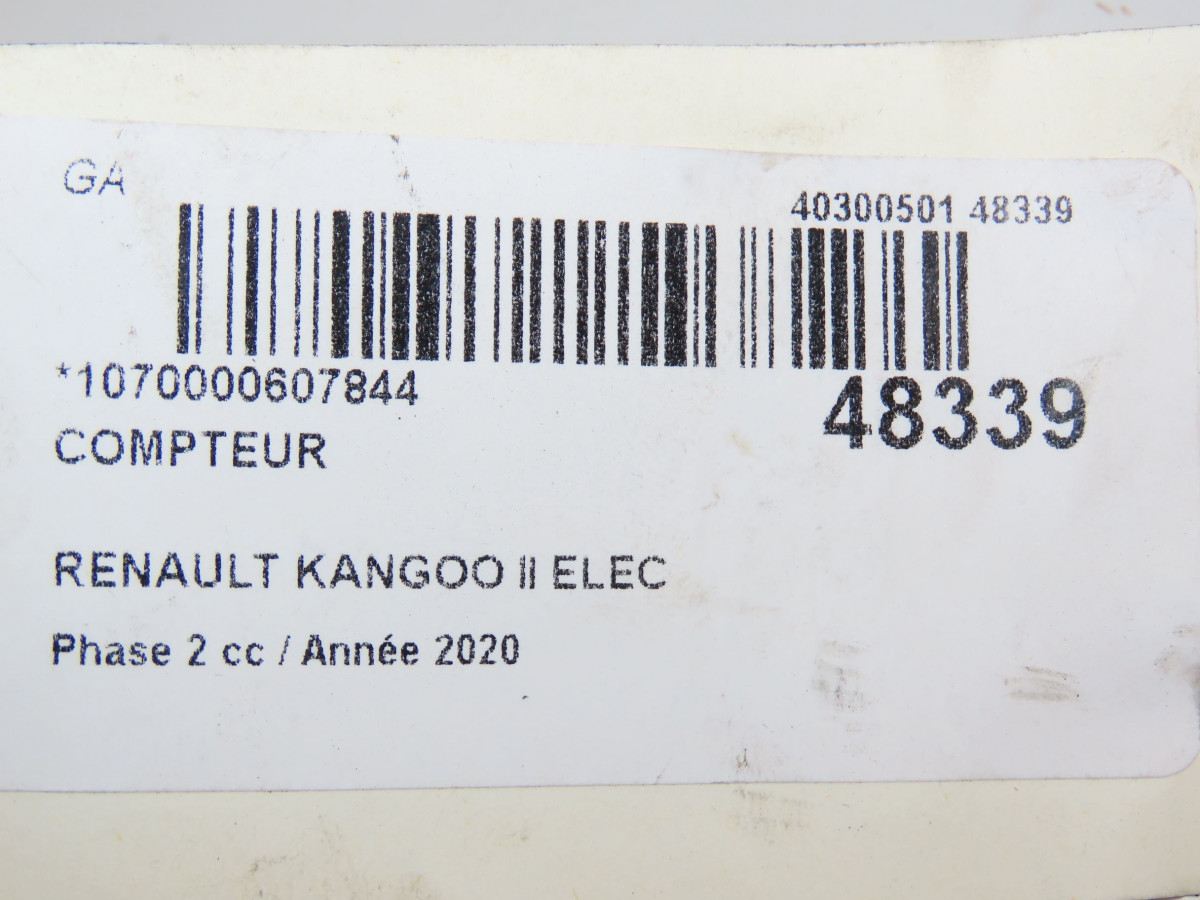 GA
40300501 48339
*1070000607844
48339
COMPTEUR
RENAULT KANGOO II ELEC
Phase 2 cc / Année 2020